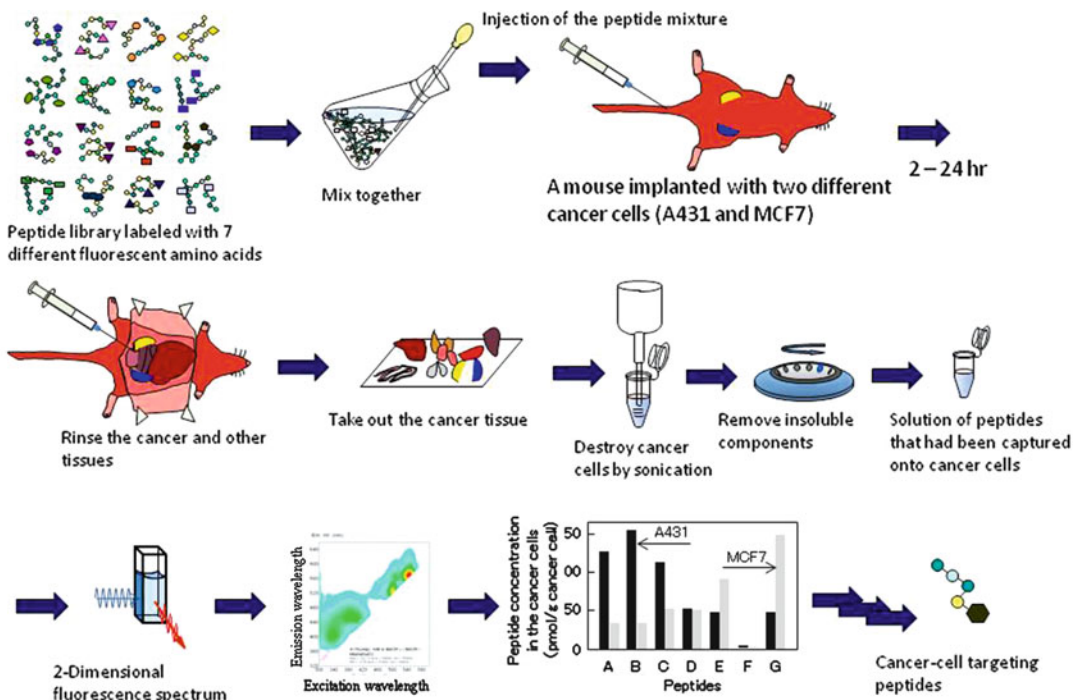 Injection of the peptide mixture
2 – 24 hr
Mix together
A mouse implanted with two different
cancer cells (A431 and MCF7)
Peptide library labeled with 7
different fluorescent amino acids
Rinse the cancer and other
tissues
Take out the cancer tissue
Destroy cancer
cells by sonication
Remove insoluble
components
Solution of peptides
that had been captured
onto cancer cells
2-Dimensional
fluorescence spectrum
Emission wavelength
Excitation wavelength
Peptide concentration
in the cancer cells
(pmol/g cancer cell)
50
00
50
0
A431
MCF7
A B C D E F G
Peptides
Cancer-cell targeting
peptides